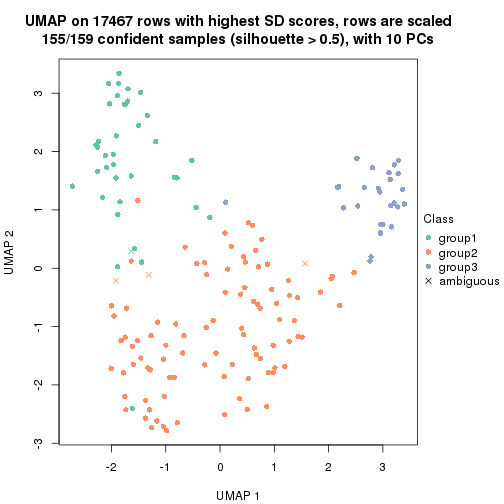 UMAP on 17467 rows with highest SD scores, rows are scaled
155/159 confident samples (silhouette > 0.5), with 10 PCs
3
2
1
0
-1
-2
-3
UMAP 2
-2
-1
0
1
2
3
UMAP 1
Class
group1
group2
group3
ambiguous